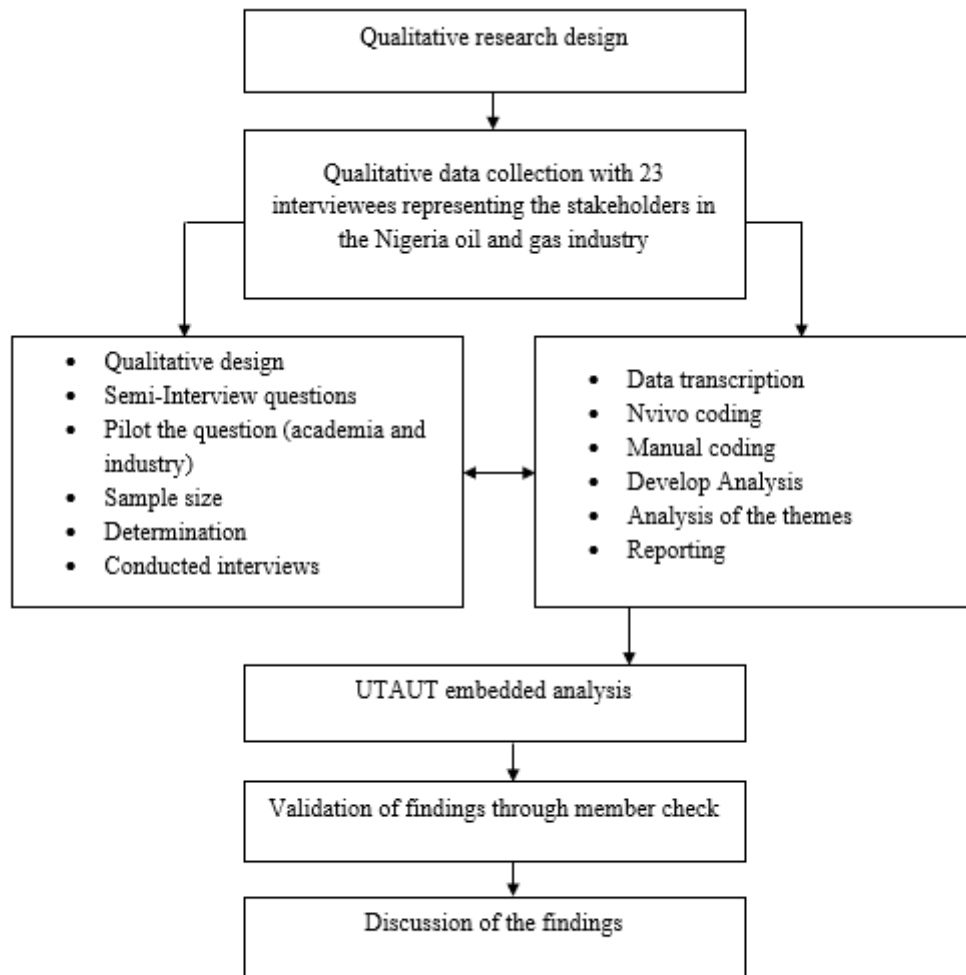 Qualitative research design
Qualitative data collection with 23
interviewees representing the stakeholders in
the Nigeria oil and gas industry
• Qualitative design
• Semi-Interview questions
• Pilot the question (academia and
industry)
• Sample size
• Determination
• Conducted interviews
• Data transcription
• Nvivo coding
• Manual coding
• Develop Analysis
• Analysis of the themes
• Reporting
UTAUT embedded analysis
Validation of findings through member check
Discussion of the findings